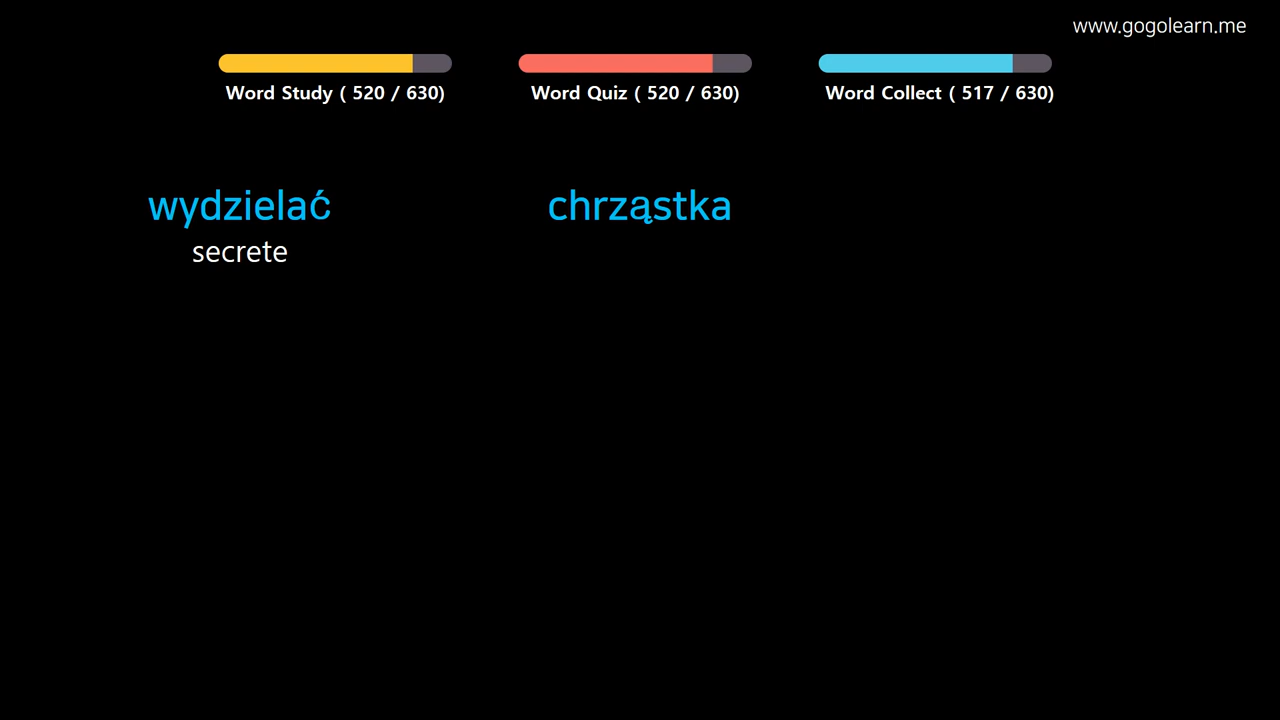 www.gogolearn.me
Word Study ( 520 / 630)
Word Quiz ( 520 / 630)
Word Collect ( 517 / 630)
wydzielać
secrete
chrząstka